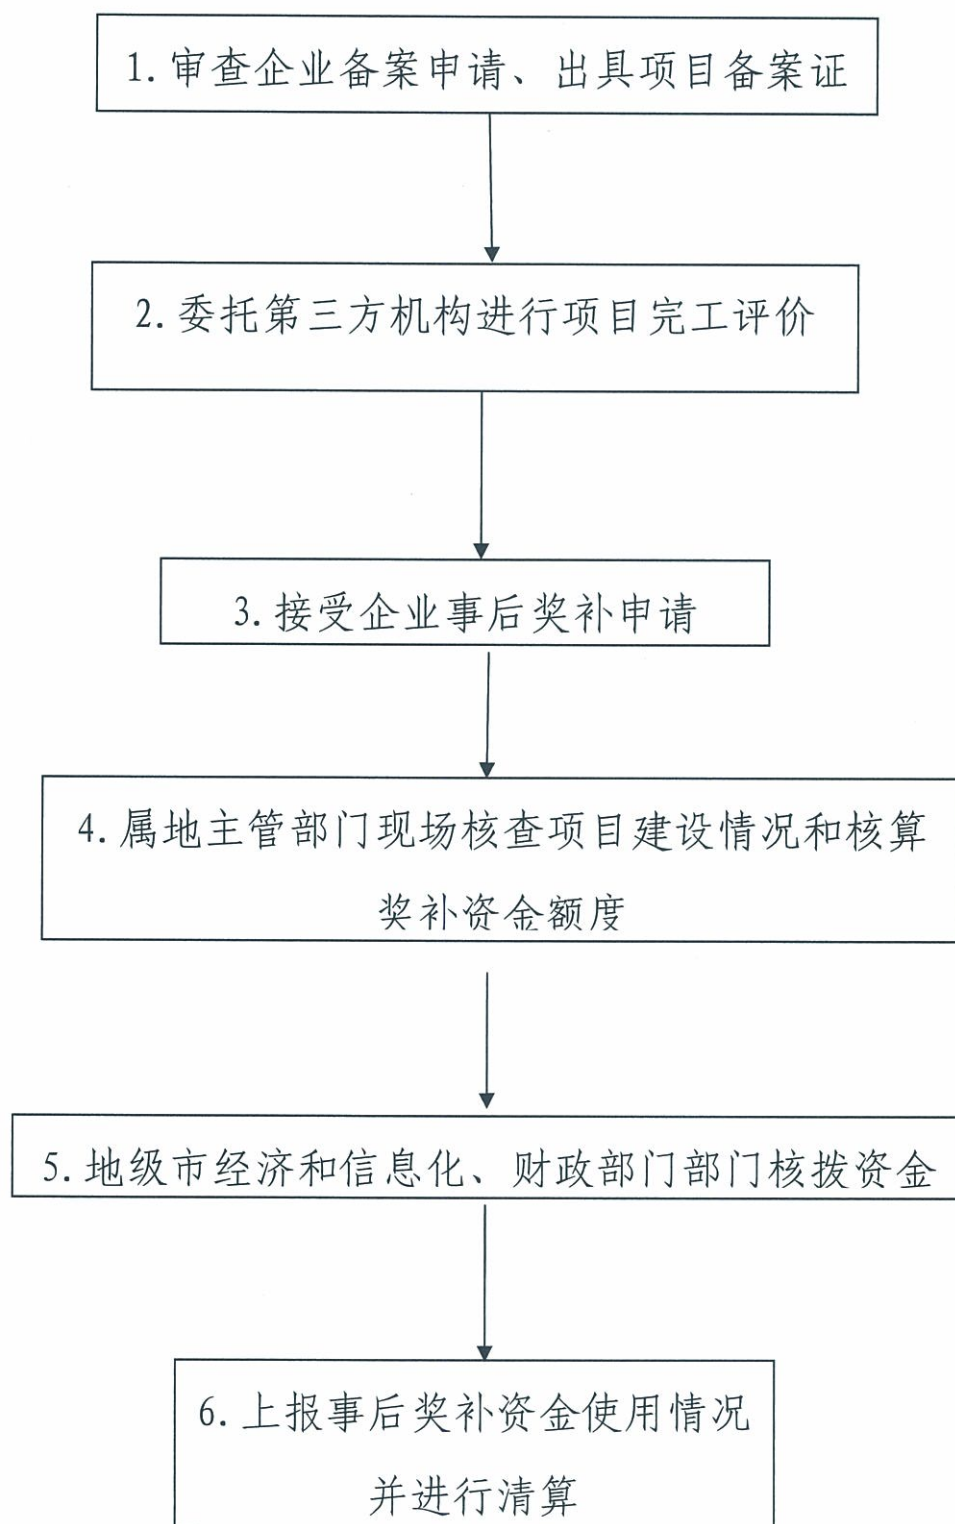 1. 审查企业备案申请、出具项目备案证
2. 委托第三方机构进行项目完工评价
3. 接受企业事后奖补申请
4. 属地主管部门现场核查项目建设情况和核算
奖补资金额度
5. 地级市经济和信息化、财政部门部门核拨资金
6. 上报事后奖补资金使用情况
并进行清算